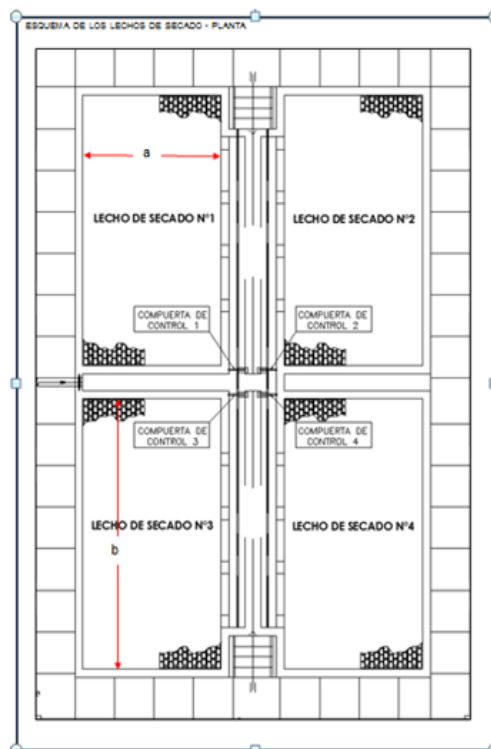 ESQUEMA DE LOS LECHOS DE SECADO - PLANTA
a
LECHO DE SECADO N°1
LECHO DE SECADO N°2
COMPUERTA DE
CONTROL 1
COMPUERTA DE
CONTROL 2
COMPUERTA DE
CONTROL 3
COMPUERTA DE
CONTROL 4
LECHO DE SECADO N°3
LECHO DE SECADO N°4
b